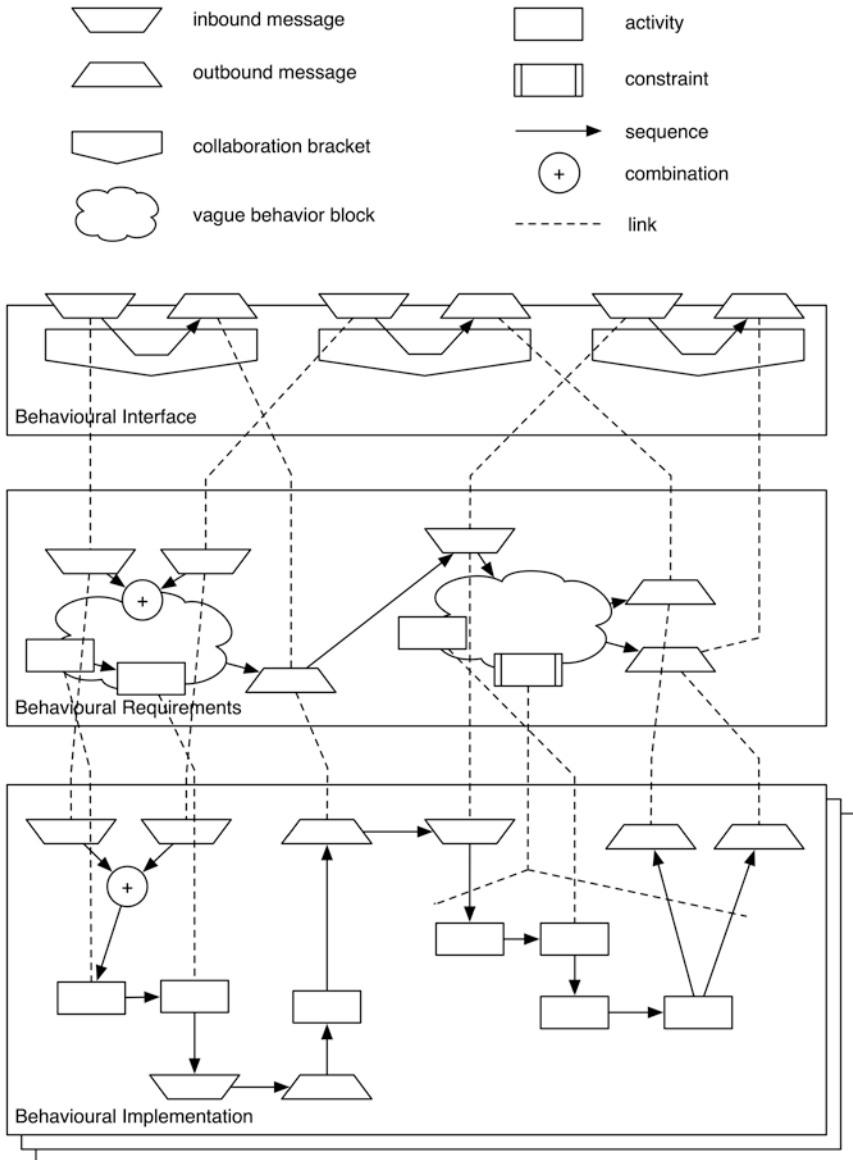 inbound message
activity
outbound message
constraint
collaboration bracket
sequence
+
combination
vague behavior block
link
Behavioural Interface
+
Behavioural Requirements
+
Behavioural Implementation